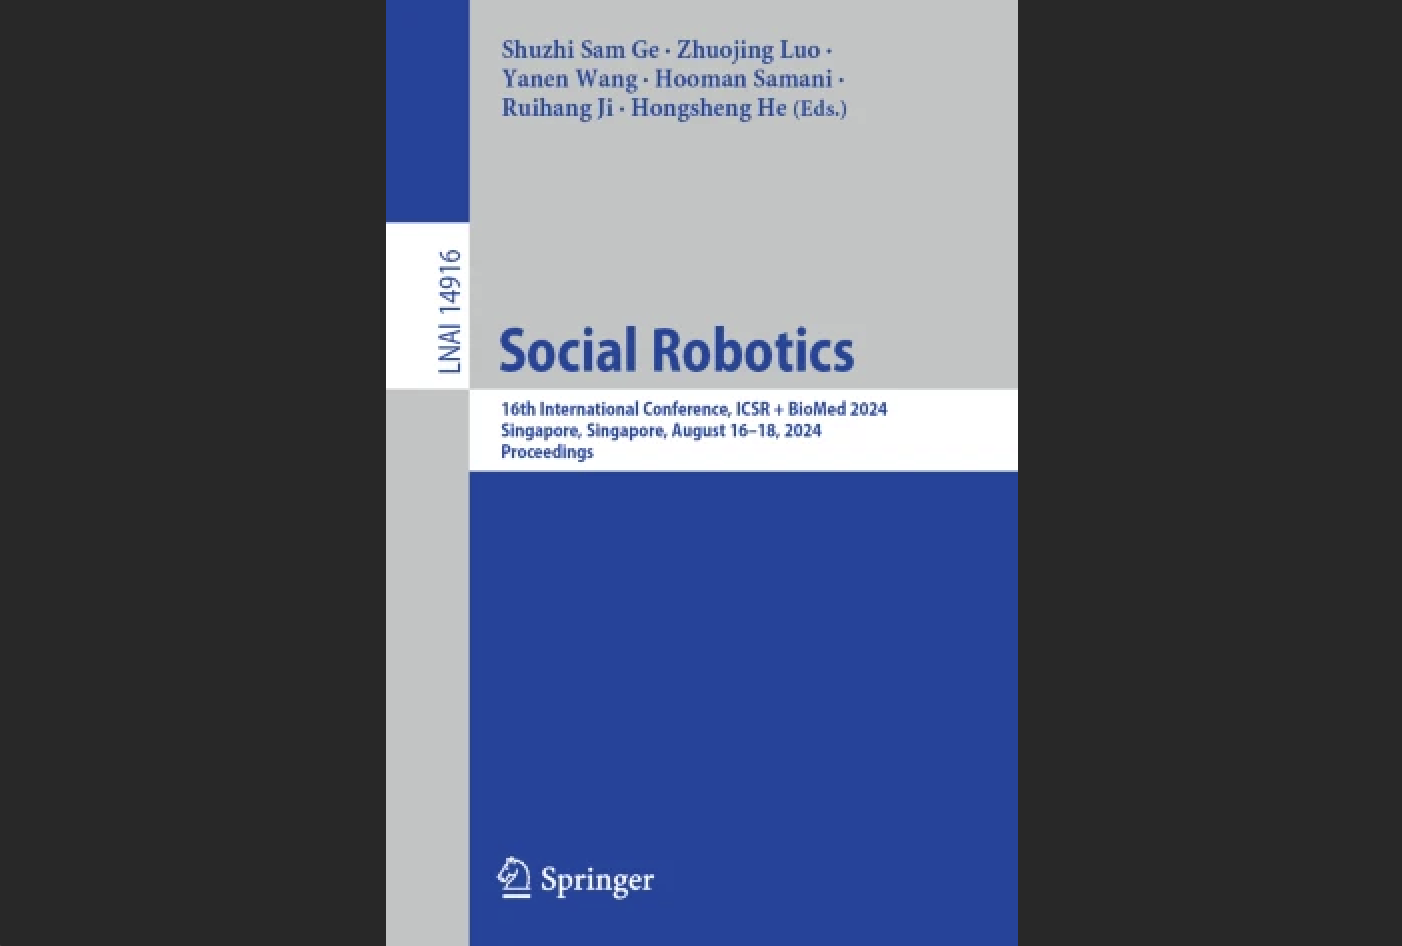 Shuzhi Sam Ge · Zhuojing Luo ·
Yanen Wang · Hooman Samani ·
Ruihang Ji · Hongsheng He (Eds.)
LNAI 14916
Social Robotics
16th International Conference, ICSR + BioMed 2024
Singapore, Singapore, August 16–18, 2024
Proceedings
Springer